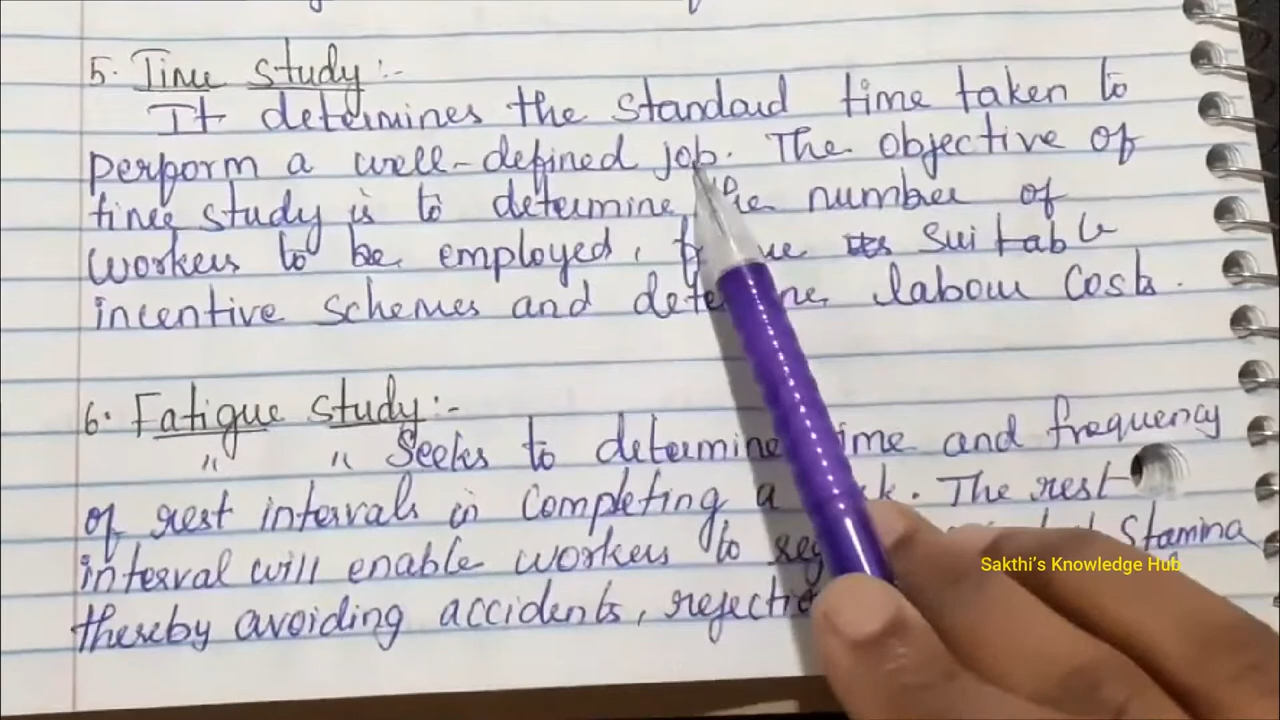 5. Time study :-
It determines the standard time taken to
perform a well-defined job. The objective of
time study is to determine the number of
workers to be employed, suitable
incentive schemes and determine labour costs.
6. Fatigue study :-
" " Seeks to determine time and frequency
of rest intervals in completing a . The rest
interval will enable workers to stamina
thereby avoiding accidents,
Sakthi's Knowledge Hub